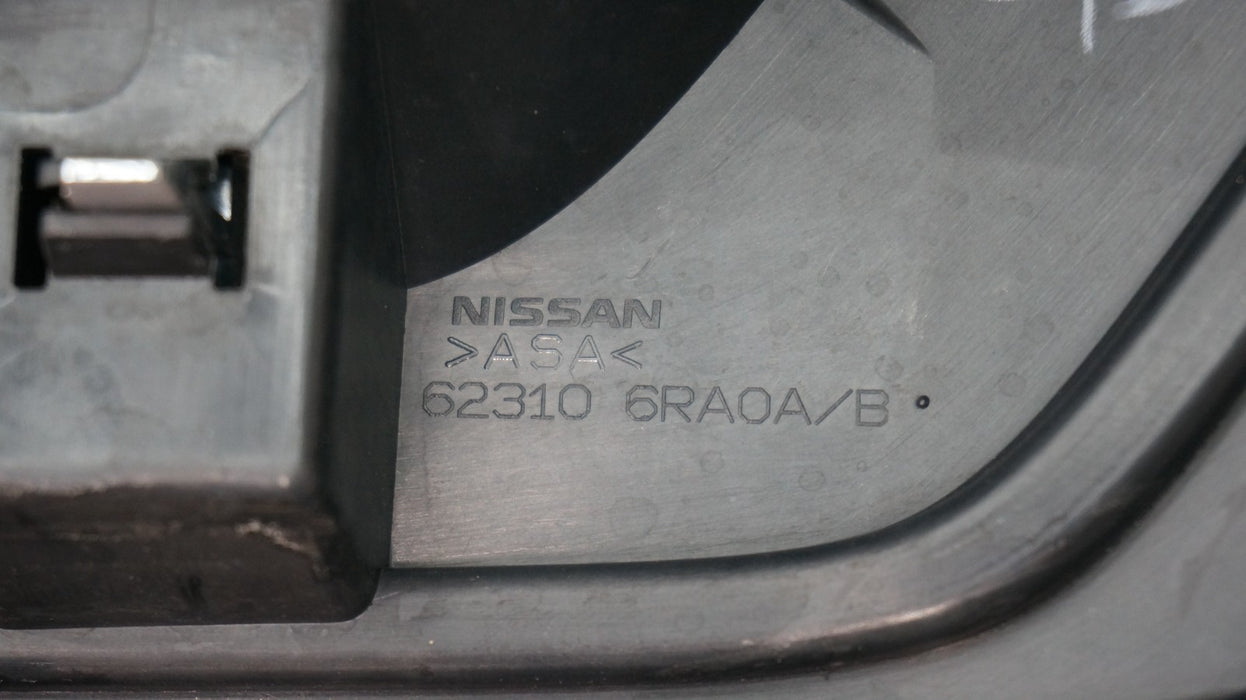 NISSAN
>ASA<
62310 6RA0A/B